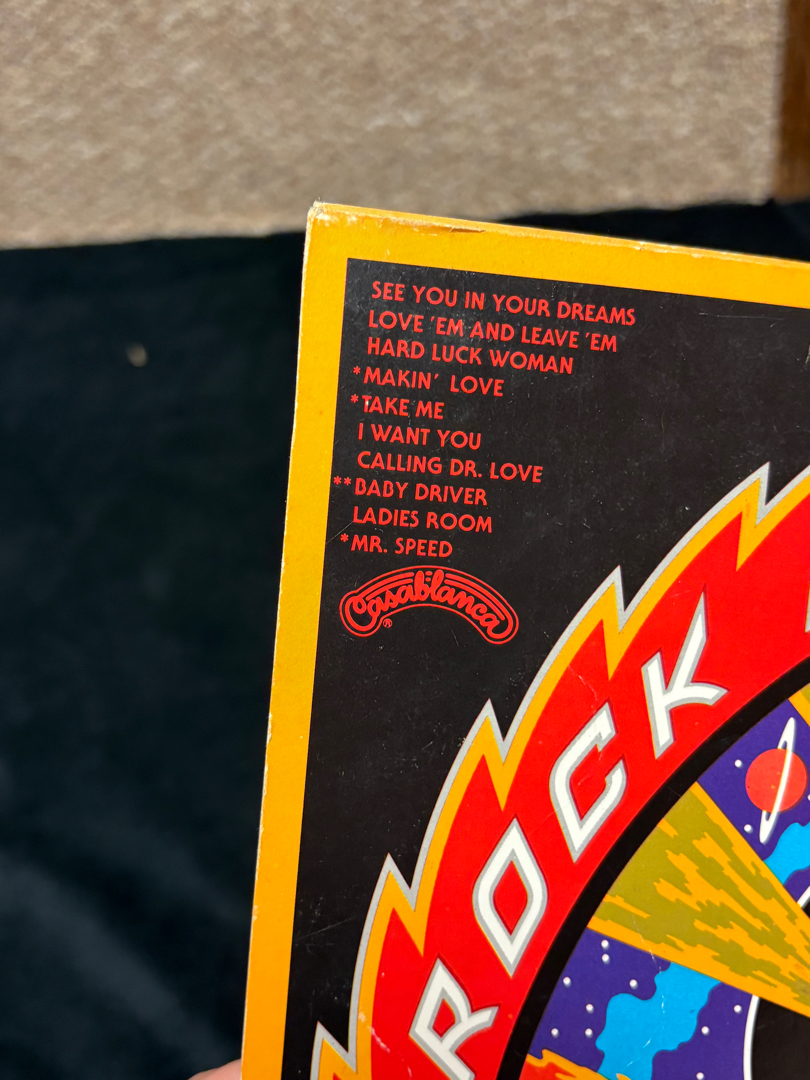 SEE YOU IN YOUR DREAMS
LOVE 'EM AND LEAVE 'EM
HARD LUCK WOMAN
*MAKIN' LOVE
*TAKE ME
I WANT YOU
CALLING DR. LOVE
**BABY DRIVER
LADIES ROOM
*MR. SPEED
Casablanca
®
ROCK